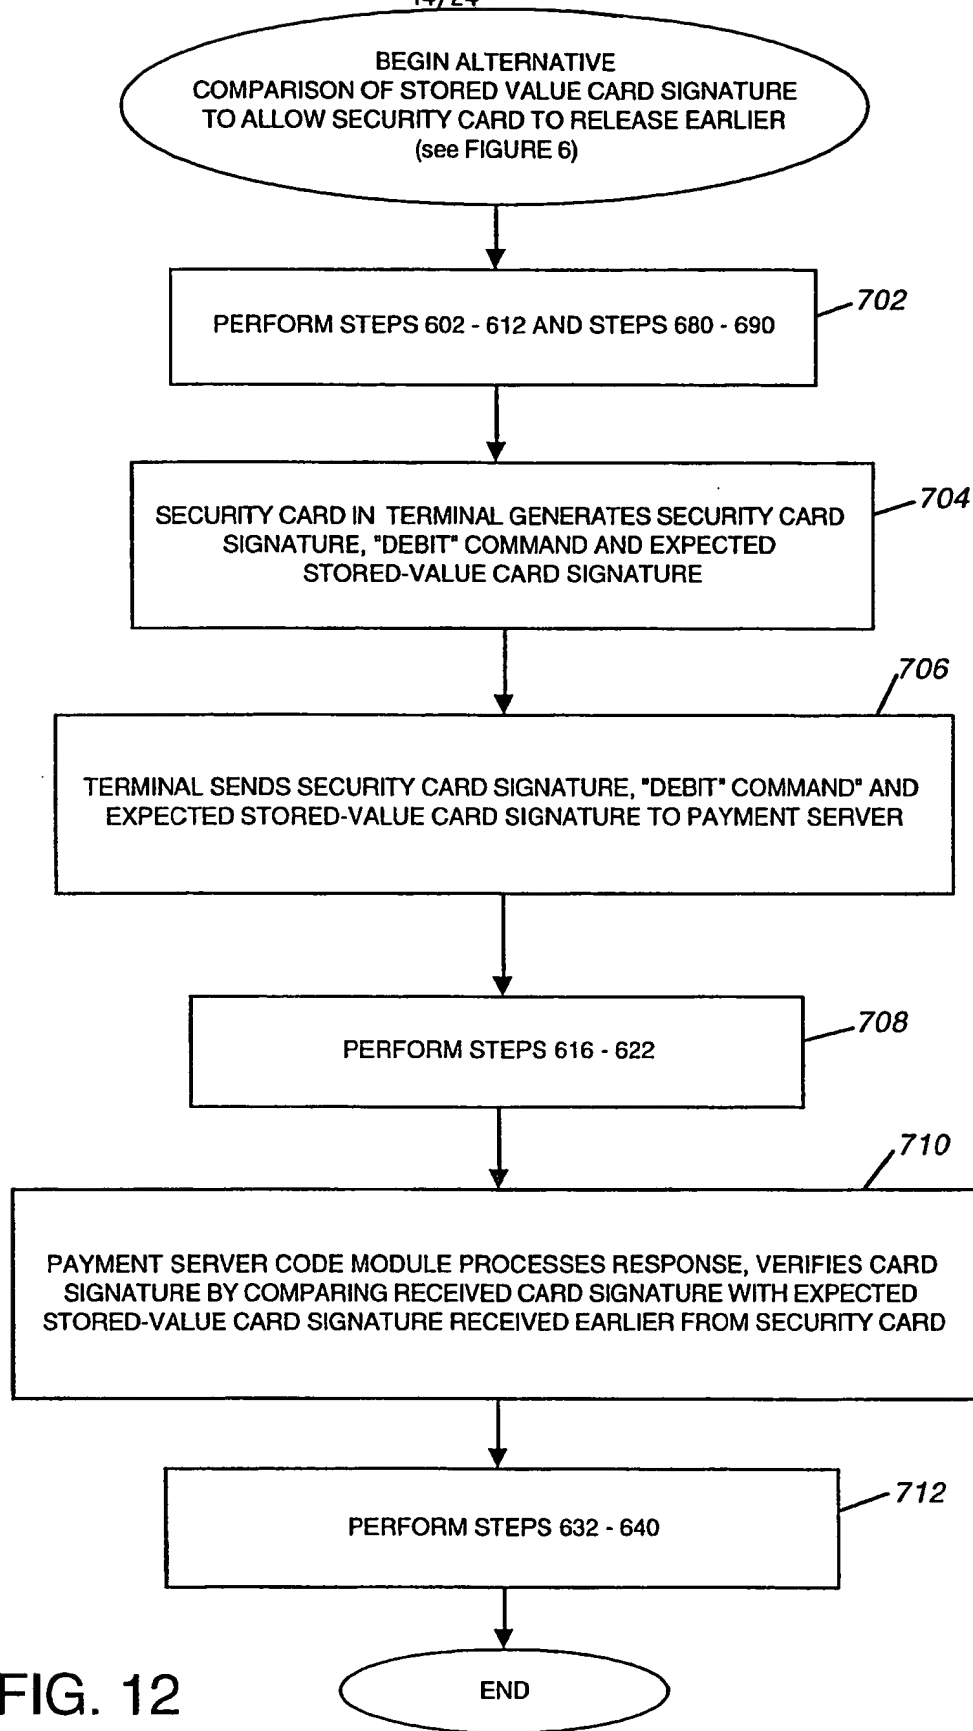 14/24
BEGIN ALTERNATIVE
COMPARISON OF STORED VALUE CARD SIGNATURE
TO ALLOW SECURITY CARD TO RELEASE EARLIER
(see FIGURE 6)
702
PERFORM STEPS 602 - 612 AND STEPS 680 - 690
704
SECURITY CARD IN TERMINAL GENERATES SECURITY CARD
SIGNATURE, "DEBIT" COMMAND AND EXPECTED
STORED-VALUE CARD SIGNATURE
706
TERMINAL SENDS SECURITY CARD SIGNATURE, "DEBIT" COMMAND" AND
EXPECTED STORED-VALUE CARD SIGNATURE TO PAYMENT SERVER
708
PERFORM STEPS 616 - 622
710
PAYMENT SERVER CODE MODULE PROCESSES RESPONSE, VERIFIES CARD
SIGNATURE BY COMPARING RECEIVED CARD SIGNATURE WITH EXPECTED
STORED-VALUE CARD SIGNATURE RECEIVED EARLIER FROM SECURITY CARD
712
PERFORM STEPS 632 - 640
END
FIG. 12